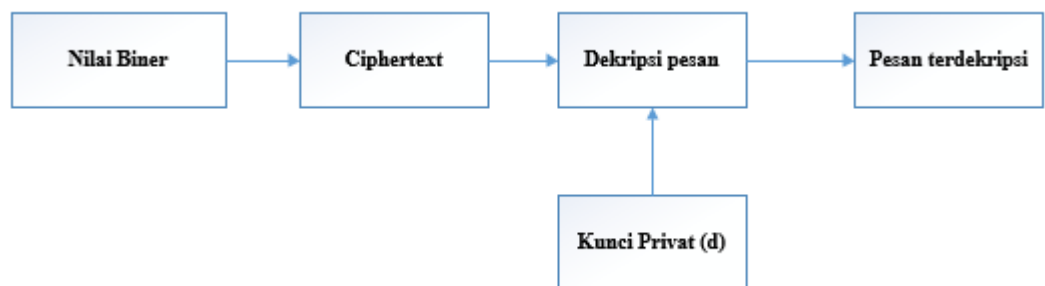 Nilai Biner
Ciphertext
Dekripsi pesan
Pesan terdekripsi
Kunci Privat (d)